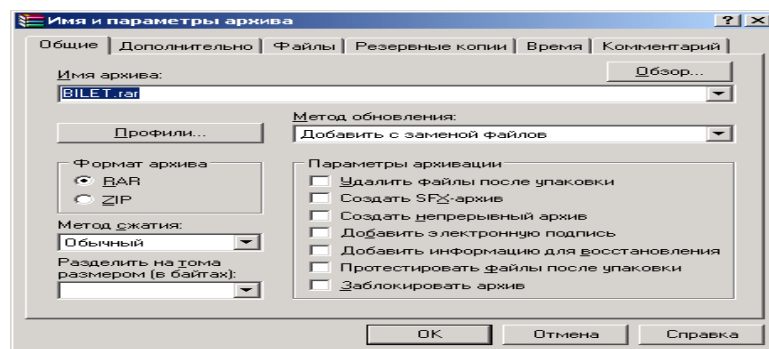 Имя и параметры архива
Общие Дополнительно Файлы Резервные копии Время Комментарий
Имя архива:
Обзор...
BILET.rar
Профили...
Метод обновления:
Добавить с заменой файлов
Формат архива
RAR
ZIP
Метод сжатия:
Обычный
Разделить на тома
размером (в байтах):
Параметры архивации
Удалить файлы после упаковки
Создать SFX-архив
Создать непрерывный архив
Добавить электронную подпись
Добавить информацию для восстановления
Протестировать файлы после упаковки
Заблокировать архив
OK Отмена Справка